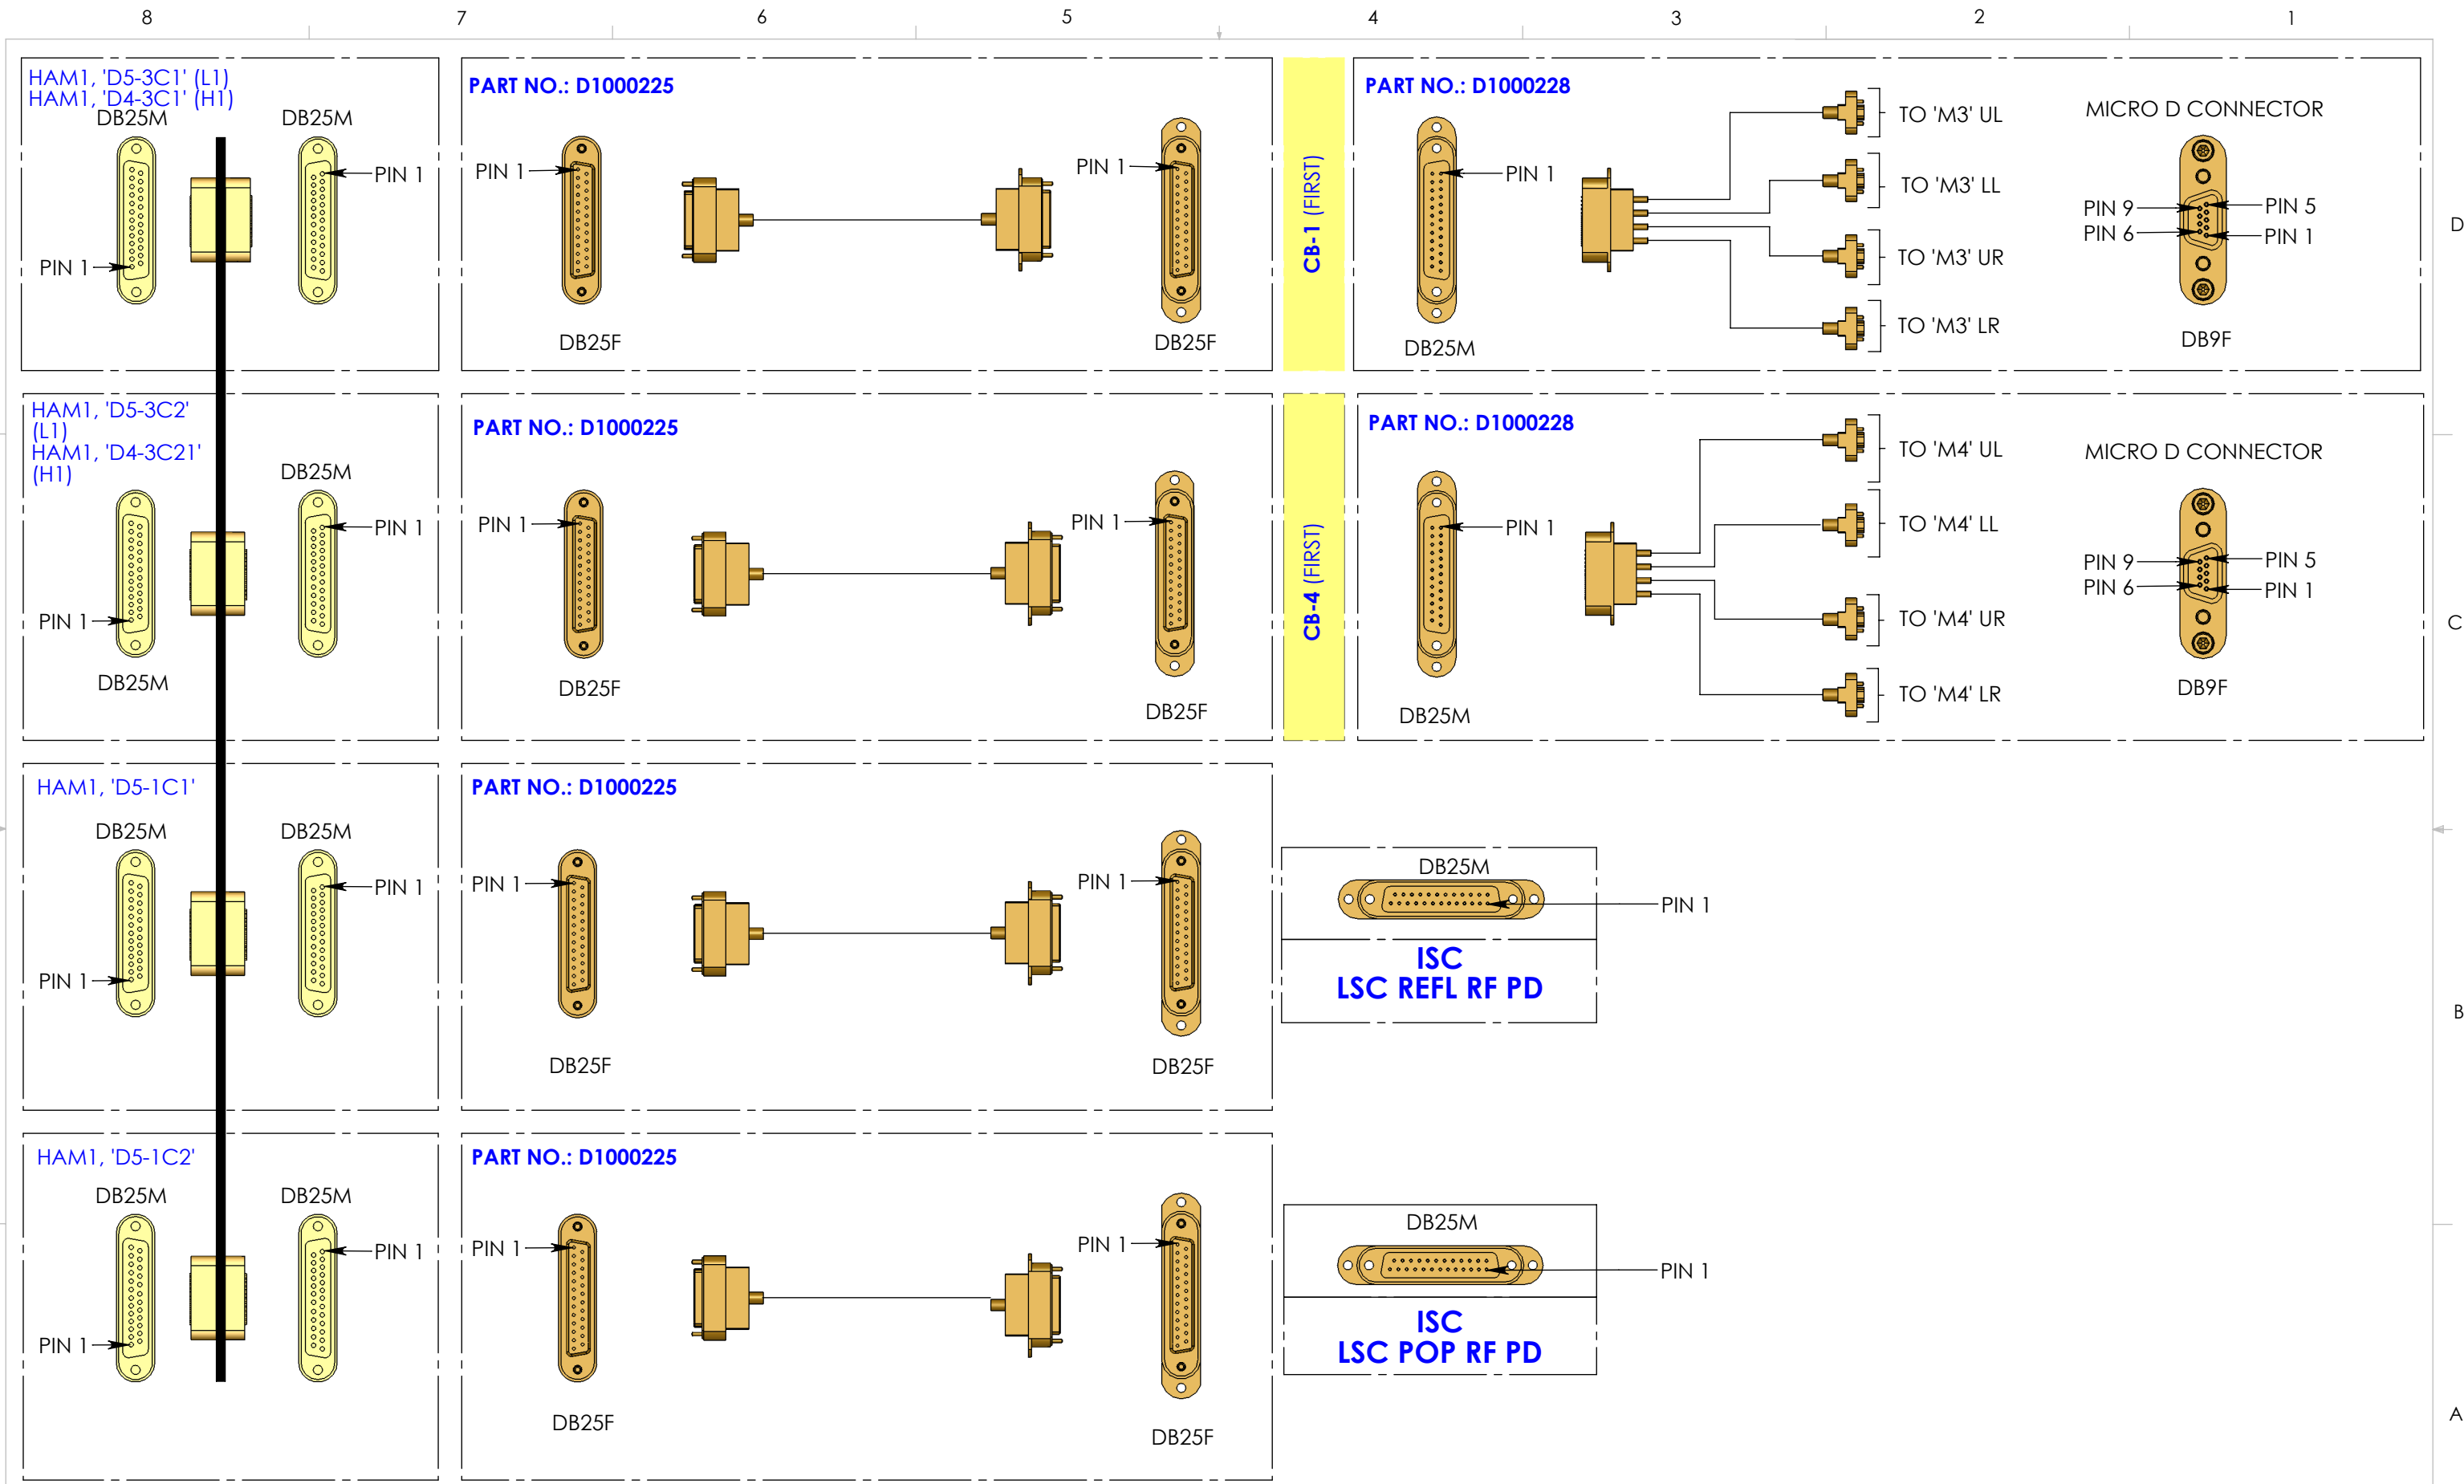 8 7 6 5 4 3 2 1
HAM1, 'D5-3C1' (L1)
HAM1, 'D4-3C1' (H1)
DB25M
DB25M
PIN 1
PIN 1
PART NO.: D1000225
PIN 1
PIN 1
DB25F
DB25F
CB-1 (FIRST)
PART NO.: D1000228
PIN 1
DB25M
TO 'M3' UL
TO 'M3' LL
TO 'M3' UR
TO 'M3' LR
MICRO D CONNECTOR
PIN 9
PIN 5
PIN 6
PIN 1
DB9F
D
HAM1, 'D5-3C2'
(L1)
HAM1, 'D4-3C21'
(H1)
DB25M
PIN 1
PIN 1
DB25M
PART NO.: D1000225
PIN 1
PIN 1
DB25F
DB25F
CB-4 (FIRST)
PART NO.: D1000228
PIN 1
DB25M
TO 'M4' UL
TO 'M4' LL
TO 'M4' UR
TO 'M4' LR
MICRO D CONNECTOR
PIN 9
PIN 5
PIN 6
PIN 1
DB9F
C
HAM1, 'D5-1C1'
DB25M
DB25M
PIN 1
PIN 1
PART NO.: D1000225
PIN 1
PIN 1
DB25F
DB25F
DB25M
PIN 1
ISC
LSC REFL RF PD
B
HAM1, 'D5-1C2'
DB25M
DB25M
PIN 1
PIN 1
PART NO.: D1000225
PIN 1
PIN 1
DB25F
DB25F
DB25M
PIN 1
ISC
LSC POP RF PD
A